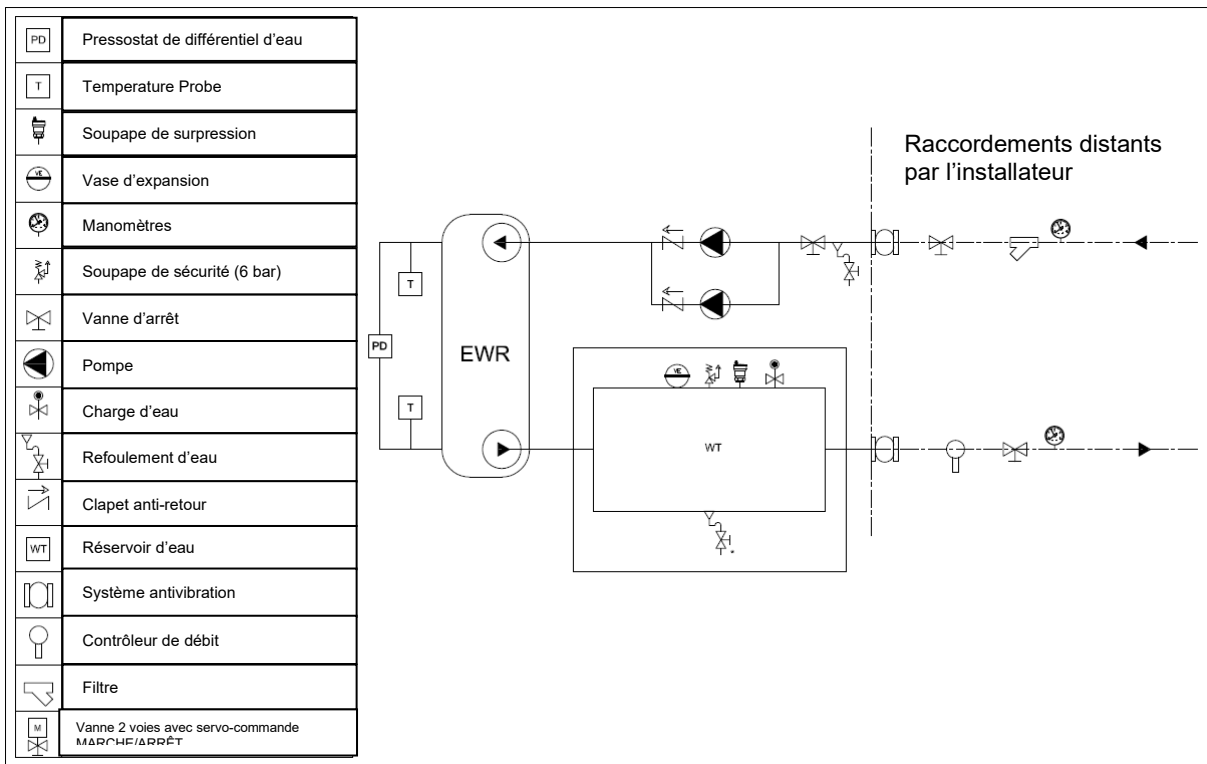 PD
Pressostat de différentiel d'eau
T
Temperature Probe
Soupape de surpression
VE
Vase d'expansion
Manomètres
Soupape de sécurité (6 bar)
Vanne d'arrêt
Pompe
Charge d'eau
Refoulement d'eau
Clapet anti-retour
WT
Réservoir d'eau
Système antivibration
Contrôleur de débit
Filtre
M
Vanne 2 voies avec servo-commande
MARCHE/ARRÊT
Raccordements distants
par l'installateur
T
PD
EWR
T
VE
WT